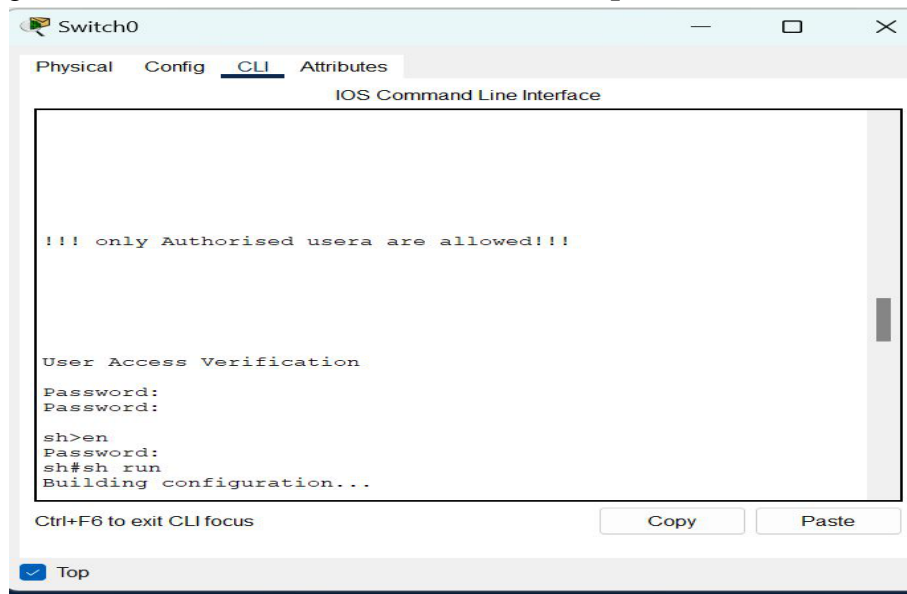 Switch0
Physical Config CLI Attributes
IOS Command Line Interface
!!! only Authorised usera are allowed!!!
User Access Verification
Password:
Password:
sh>en
Password:
sh#sh run
Building configuration...
Ctrl+F6 to exit CLI focus
Copy Paste
Top